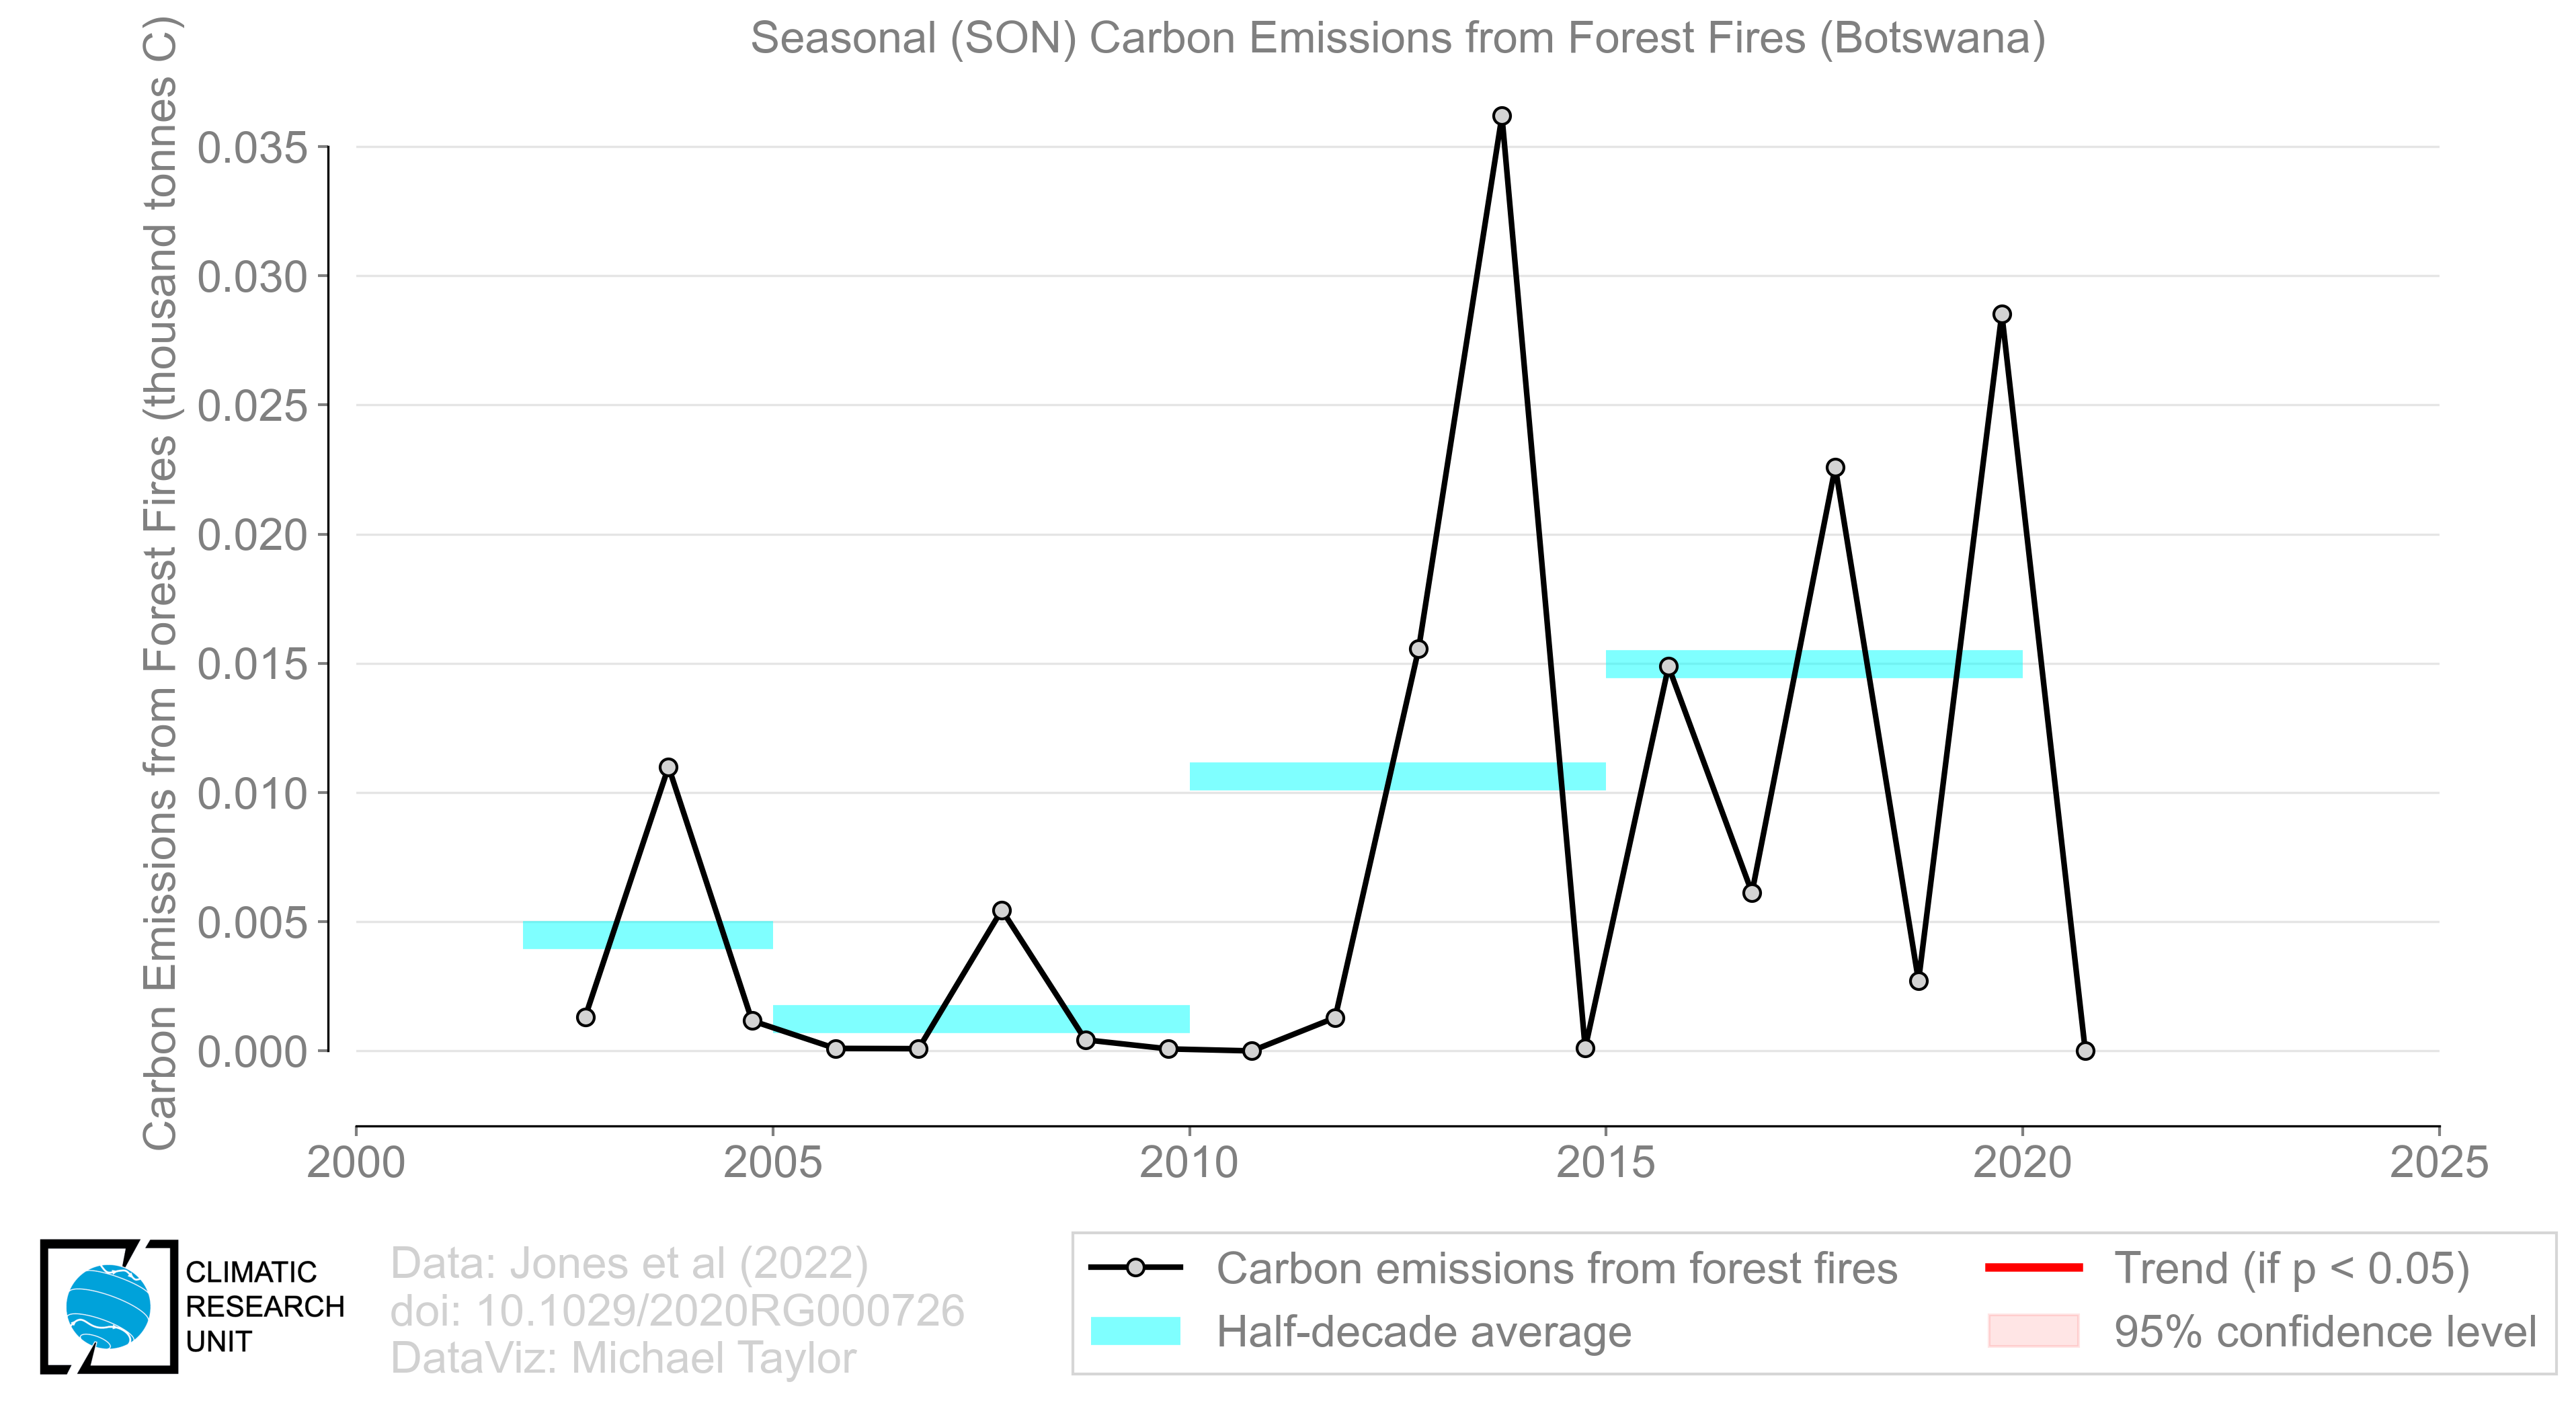 Seasonal (SON) Carbon Emissions from Forest Fires (Botswana)
Carbon Emissions from Forest Fires (thousand tonnes C)
0.035
0.030
0.025
0.020
0.015
0.010
0.005
0.000
2000 2005 2010 2015 2020 2025
CLIMATIC
RESEARCH
UNIT
Data: Jones et al (2022)
doi: 10.1029/2020RG000726
DataViz: Michael Taylor
Carbon emissions from forest fires
Half-decade average
Trend (if p < 0.05)
95% confidence level